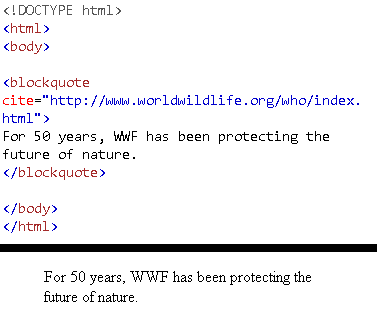 <!DOCTYPE html>
<html>
<body>
<blockquote
cite="http://www.worldwildlife.org/who/index.
html">
For 50 years, WWF has been protecting the
future of nature.
</blockquote>
</body>
</html>
For 50 years, WWF has been protecting the
future of nature.